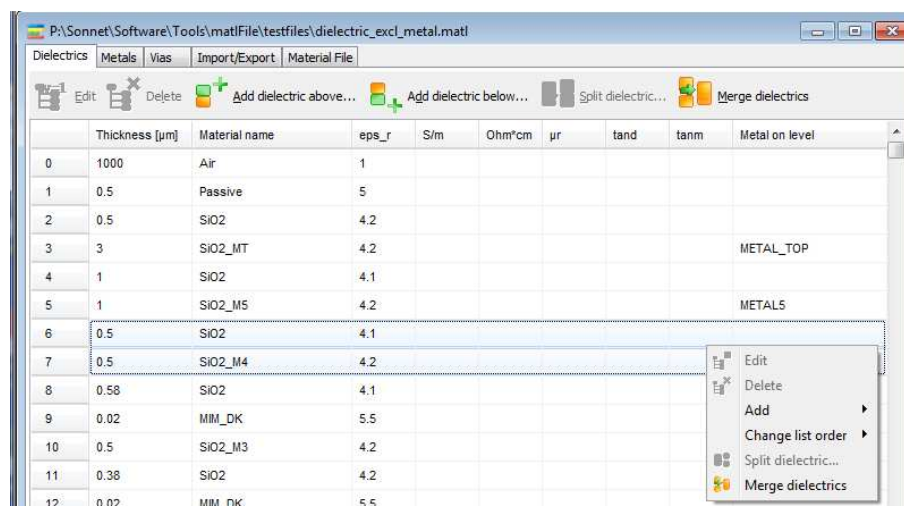 P:\Sonnet\Software\Tools\matlFile\testfiles\dielectric_excl_metal.matl
Dielectrics Metals Vias Import/Export Material File
Edit Delete Add dielectric above... Add dielectric below... Split dielectric... Merge dielectrics
Thickness [µm] Material name eps_r S/m Ohm*cm µr tand tanm Metal on level
0 1000 Air 1
1 0.5 Passive 5
2 0.5 SiO2 4.2
3 3 SiO2_MT 4.2 METAL_TOP
4 1 SiO2 4.1
5 1 SiO2_M5 4.2 METAL5
6 0.5 SiO2 4.1
7 0.5 SiO2_M4 4.2
8 0.58 SiO2 4.1
9 0.02 MIM_DK 5.5
10 0.5 SiO2_M3 4.2
11 0.38 SiO2 4.2
12 0.02 MIM_DK 5.5
Edit
Delete
Add
Change list order
Split dielectric...
Merge dielectrics